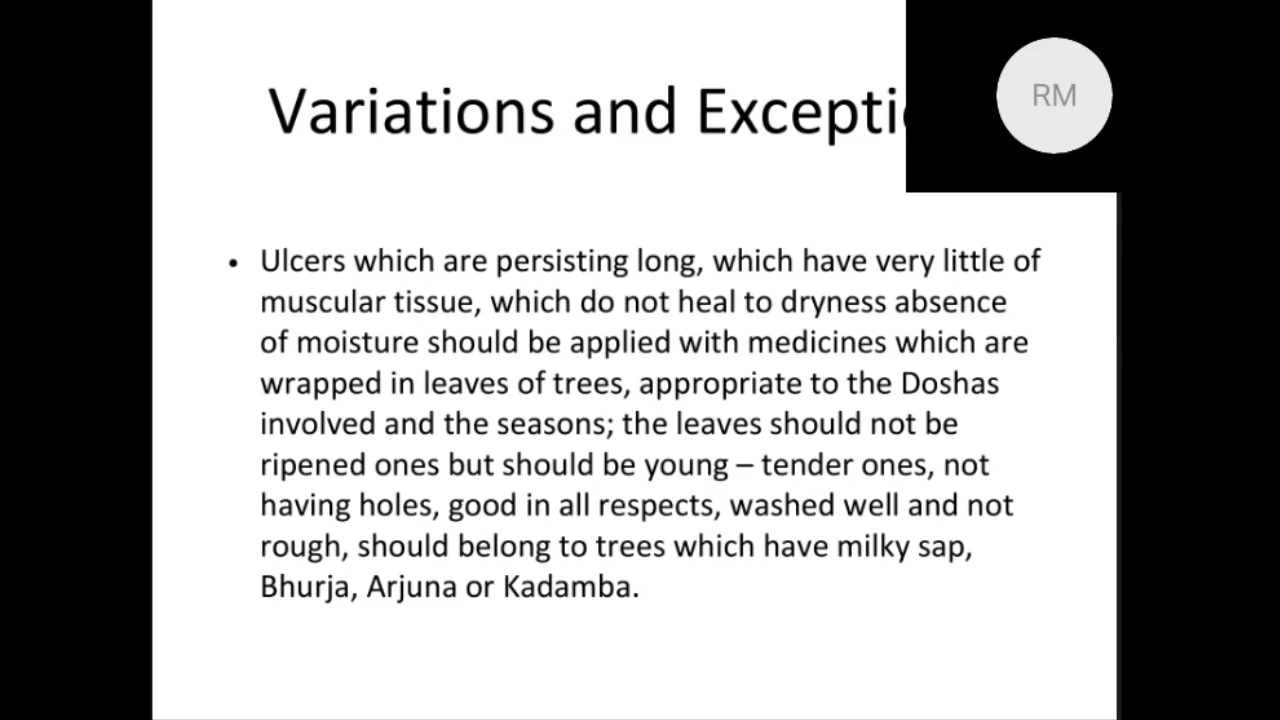 Variations and
RM
• Ulcers which are persisting long, which have very little of
muscular tissue, which do not heal to dryness absence
of moisture should be applied with medicines which are
wrapped in leaves of trees, appropriate to the Doshas
involved and the seasons; the leaves should not be
ripened ones but should be young – tender ones, not
having holes, good in all respects, washed well and not
rough, should belong to trees which have milky sap,
Bhurja, Arjuna or Kadamba.